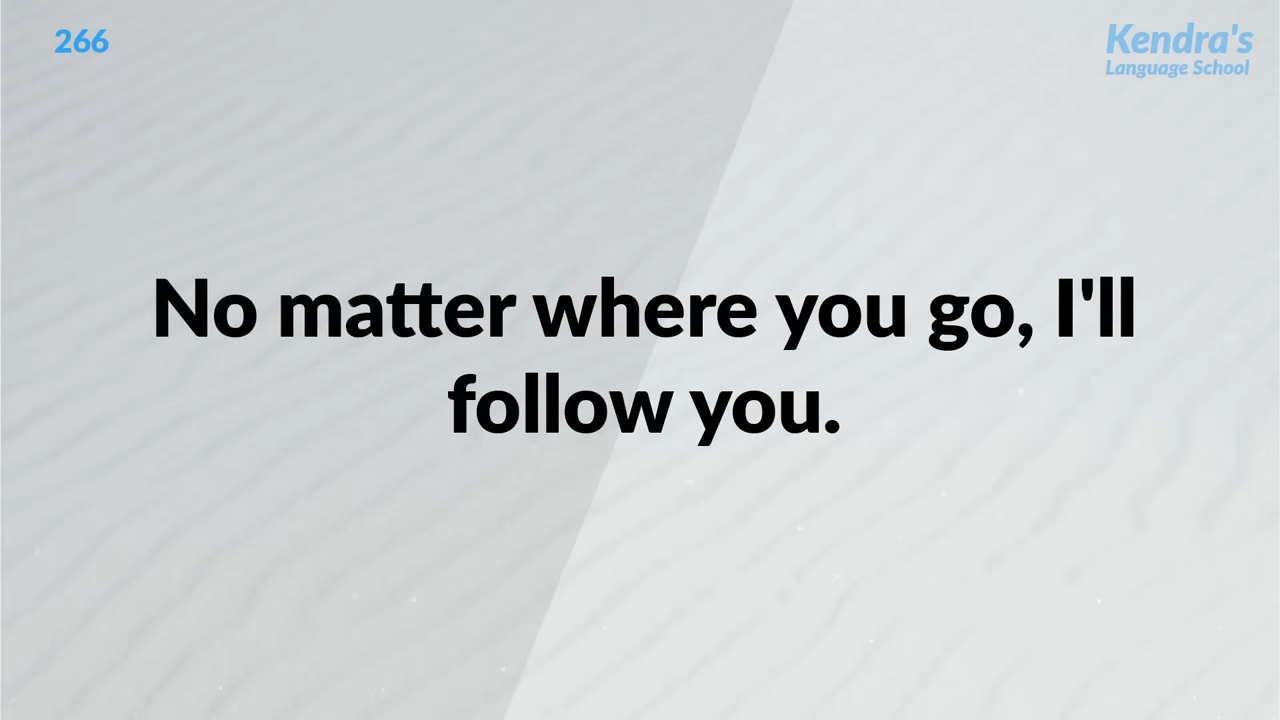 266
Kendra's
Language School
No matter where you go, I'll
follow you.